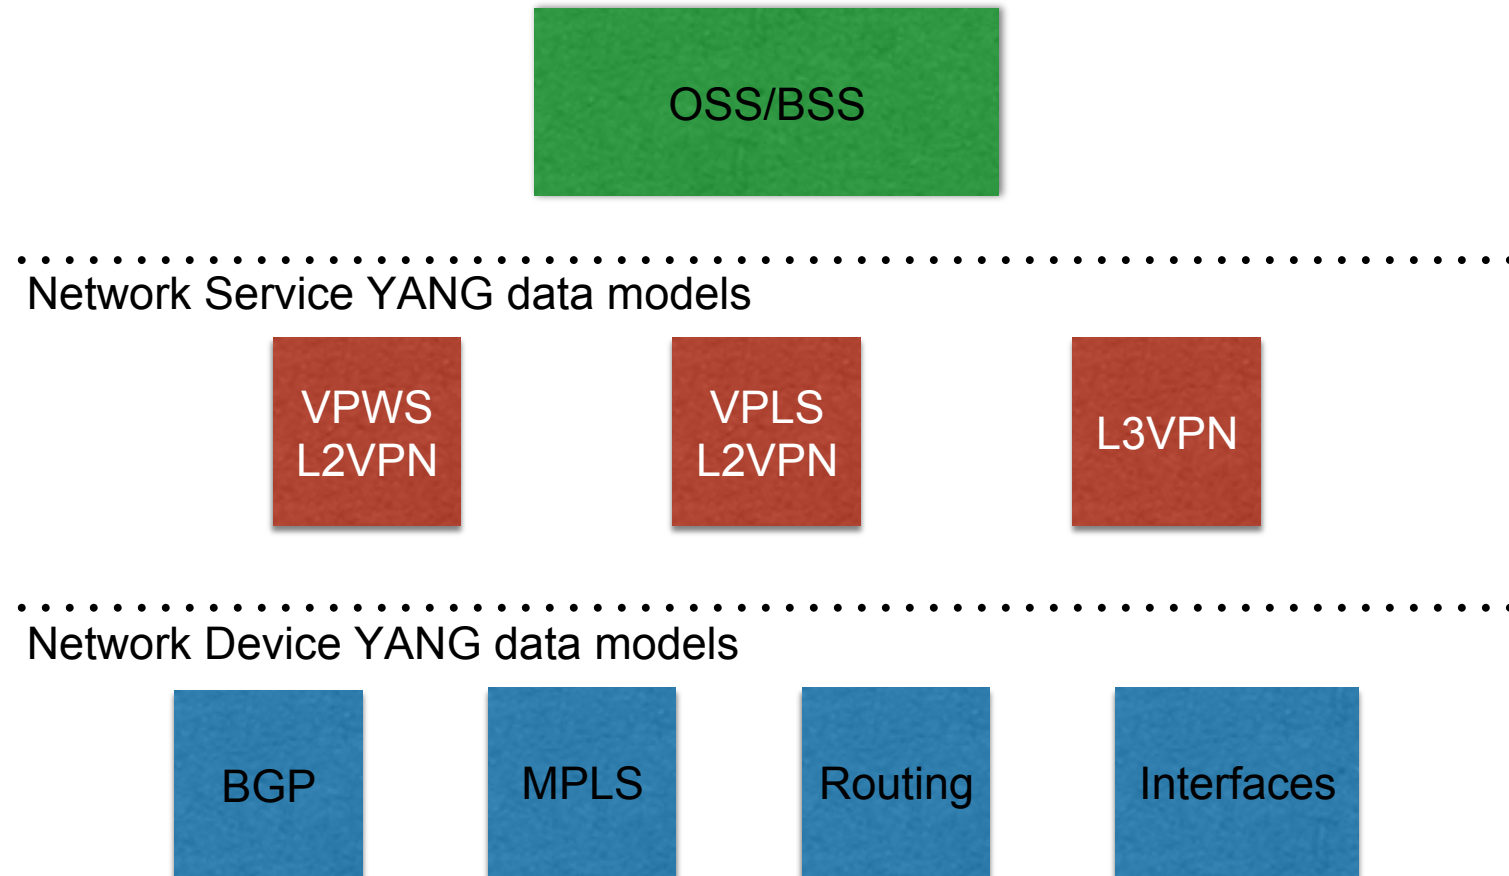 OSS/BSS
Network Service YANG data models
VPWS
L2VPN
VPLS
L2VPN
L3VPN
Network Device YANG data models
BGP
MPLS
Routing
Interfaces